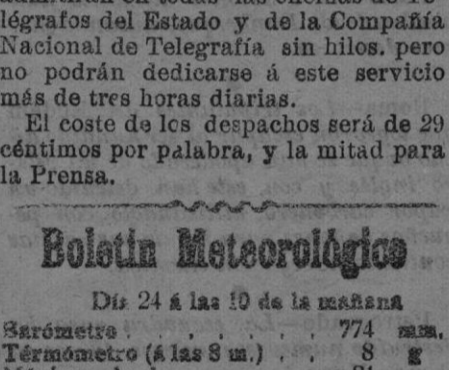 légrafos del Estado y de la Compañía
Nacional de Telegrafía sin hilos. pero
no podrán dedicarse á este servicio
más de tres horas diarias.
El coste de los despachos será de 29
céntimos por palabra, y la mitad para
la Prensa.
Boletin Meteorológico
Día 24 á las 10 de la mañana
Barómetro . . . . . . 774 mm.
Térmómetro (á las 8 m.) . . 8 g